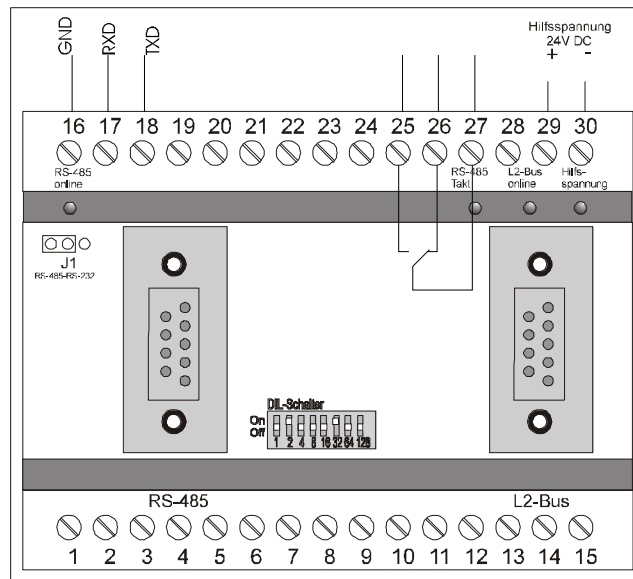 GND
RXD
TXD
Hilfsspannung
24V DC
+ -
16 17 18 19 20 21 22 23 24 25 26 27 28 29 30
RS-485
online
RS-485
Takt
L2-Bus
online
Hilfs-
spannung
J1
RS-485-RS-232
DIL-Schalter
On
Off
1 2 4 8 16 32 64 128
RS-485
L2-Bus
1 2 3 4 5 6 7 8 9 10 11 12 13 14 15